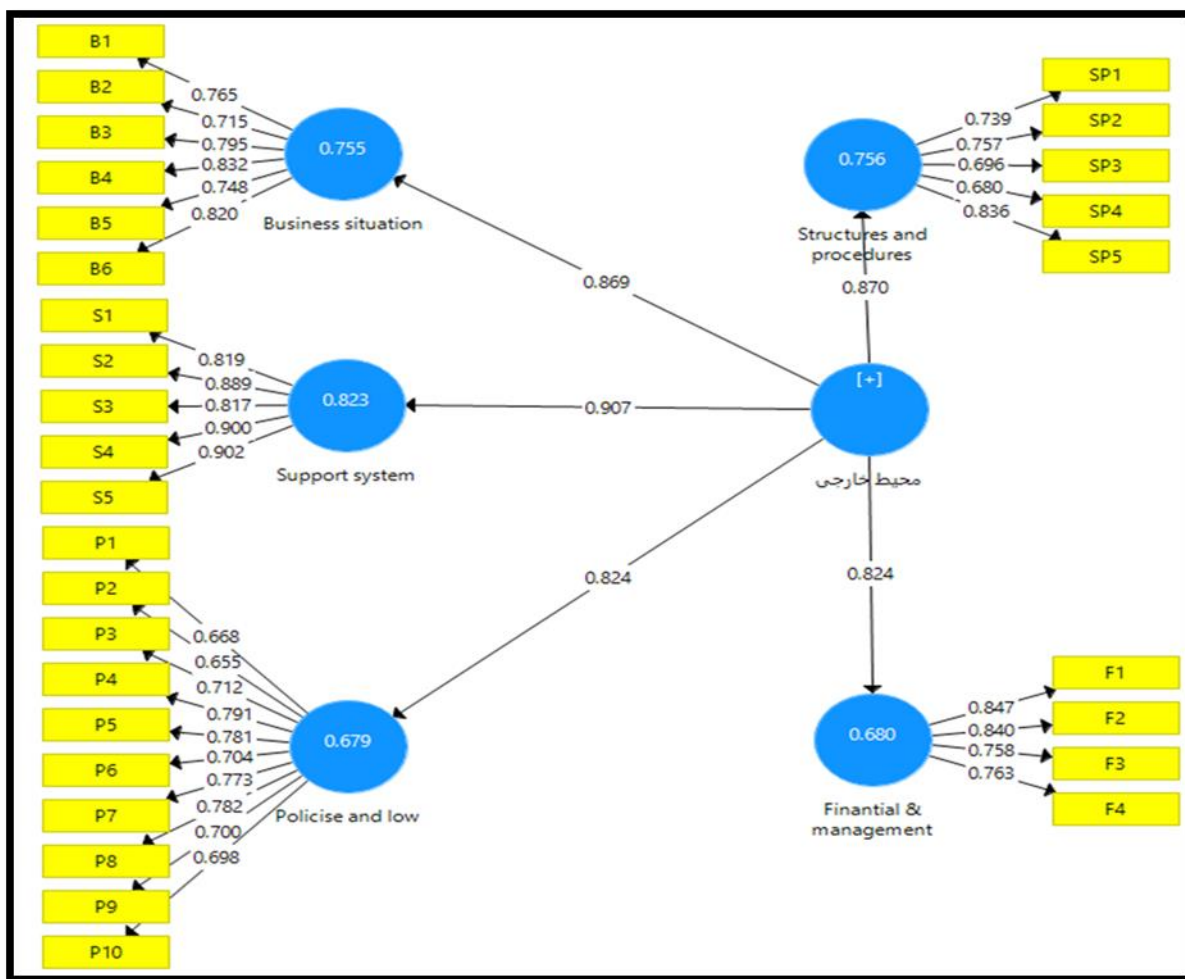 B1
B2
B3
B4
B5
B6
0.765
0.715
0.795
0.832
0.748
0.820
0.755
Business situation
S1
S2
S3
S4
S5
0.819
0.889
0.817
0.900
0.902
0.823
Support system
P1
P2
P3
P4
P5
P6
P7
P8
P9
P10
0.668
0.655
0.712
0.791
0.781
0.704
0.773
0.782
0.700
0.698
0.679
Policise and low
0.869
0.907
0.824
0.870
0.824
[+]
محیط خارجی
0.756
Structures and
procedures
0.739
0.757
0.696
0.680
0.836
SP1
SP2
SP3
SP4
SP5
0.680
Finantial &
management
0.847
0.840
0.758
0.763
F1
F2
F3
F4